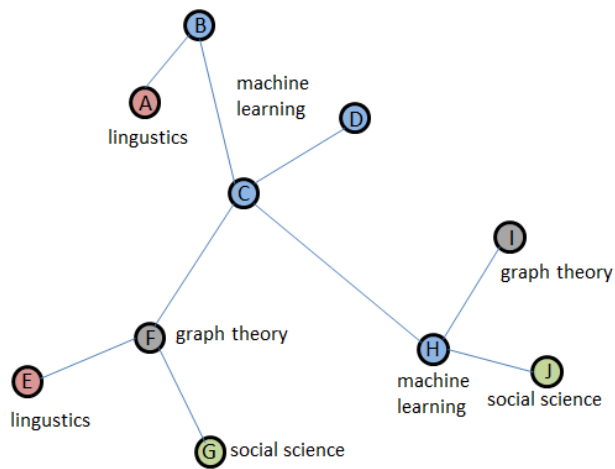 B
machine
learning
A
D
lingustics
C
I
graph theory
F
graph theory
H
E
J
machine
learning
social science
lingustics
G
social science